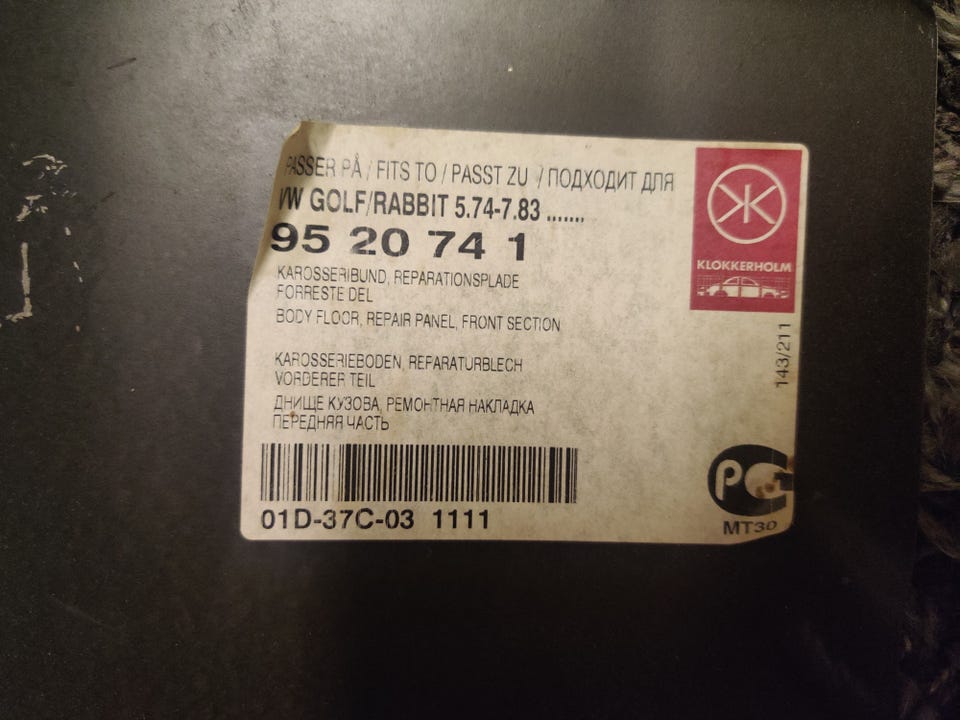 PASSER PÅ / FITS TO / PASST ZU / ПОДХОДИТ ДЛЯ
VW GOLF/RABBIT 5.74-7.83 .......
95 20 74 1
KAROSSERIBUND, REPARATIONSPLADE
FORRESTE DEL
BODY FLOOR, REPAIR PANEL, FRONT SECTION
KAROSSERIEBODEN, REPARATURBLECH
VORDERER TEIL
ДНИЩЕ КУЗОВА, РЕМОНТНАЯ НАКЛАДКА
ПЕРЕДНЯЯ ЧАСТЬ
01D-37C-03 1111
KLOKKERHOLM
143/211
РС
МТ30